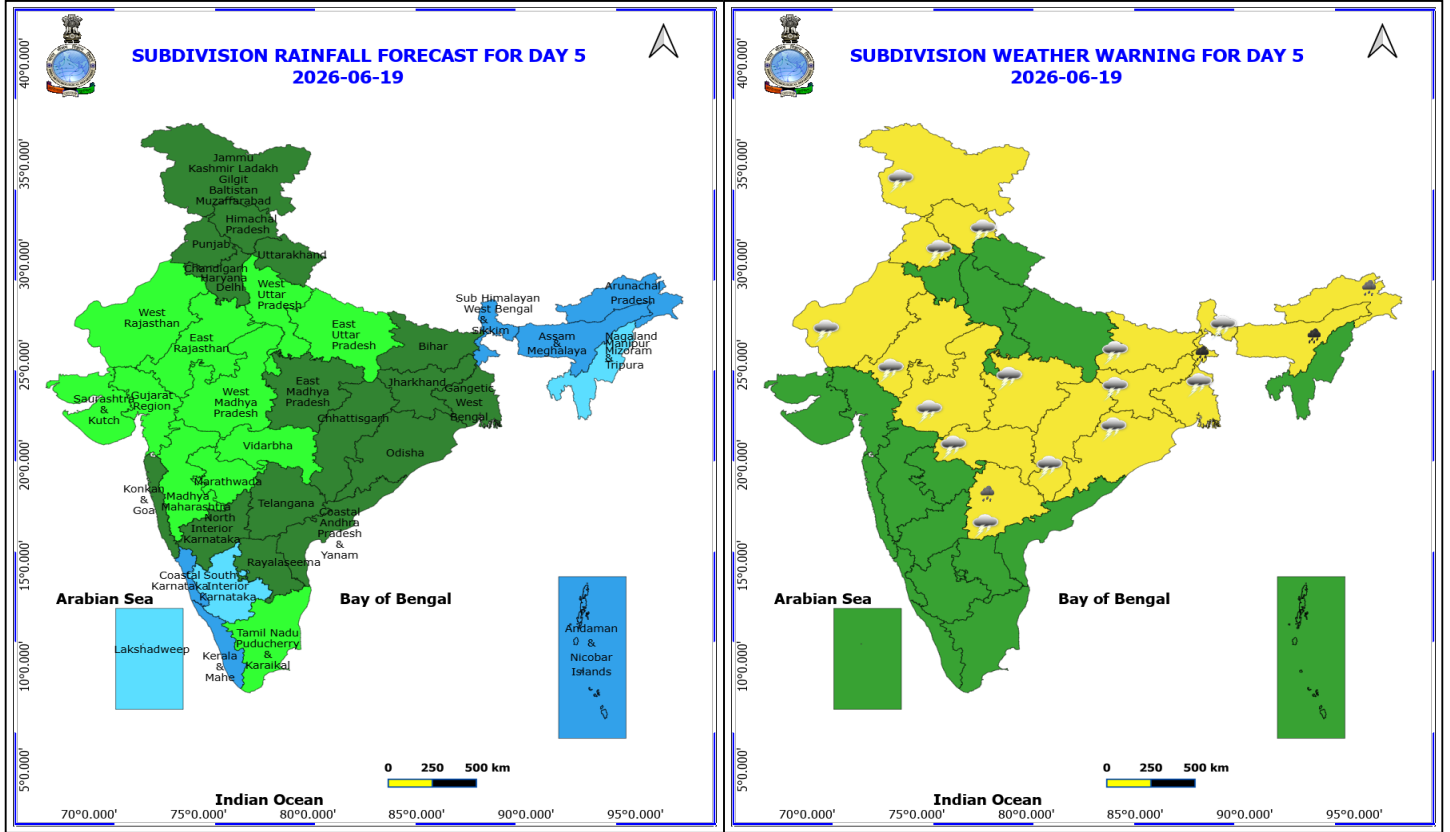 SUBDIVISION RAINFALL FORECAST FOR DAY 5
2026-06-19
40°0.000'
35°0.000'
30°0.000'
25°0.000'
20°0.000'
15°0.000'
10°0.000'
5°0.000'
Jammu
Kashmir Ladakh
Gilgit
Baltistan
Muzaffarabad
Himachal
Pradesh
Punjab
Uttarakhand
Chandigarh
Haryana
Delhi
West
Uttar
Pradesh
West
Rajasthan
East
Rajasthan
East
Uttar
Pradesh
Bihar
Sub Himalayan
West Bengal
&
Sikkim
Arunachal
Pradesh
Assam
&
Meghalaya
Nagaland
Manipur
Mizoram
&
Tripura
Saurashtra
&
Kutch
Gujarat
Region
West
Madhya
Pradesh
East
Madhya
Pradesh
Jharkhand
Gangetic
West
Bengal
Chhattisgarh
Odisha
Vidarbha
Marathwada
Madhya
Maharashtra
Konkan
&
Goa
Telangana
North
Interior
Karnataka
Coastal
Andhra
Pradesh
&
Yanam
Rayalaseema
Coastal
Karnataka
South
Interior
Karnataka
Tamil Nadu
Puducherry
&
Karaikal
Kerala
&
Mahe
Lakshadweep
Andaman
&
Nicobar
Islands
Arabian Sea
Bay of Bengal
Indian Ocean
0 250 500 km
70°0.000' 75°0.000' 80°0.000' 85°0.000' 90°0.000' 95°0.000'
SUBDIVISION WEATHER WARNING FOR DAY 5
2026-06-19
40°0.000'
35°0.000'
30°0.000'
25°0.000'
20°0.000'
15°0.000'
10°0.000'
5°0.000'
Arabian Sea
Bay of Bengal
Indian Ocean
0 250 500 km
70°0.000' 75°0.000' 80°0.000' 85°0.000' 90°0.000' 95°0.000'